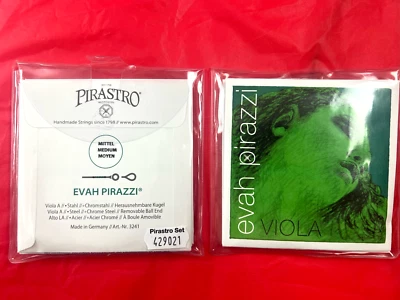 PIRASTRO
Handmade Strings since 1798 // www.pirastro.com
MITTEL
MEDIUM
MOYEN
EVAH PIRAZZI®
Viola A // • Stahl // • Chromstahl // Herausnehmbare Kugel
Viola A // • Steel // • Chrome Steel // Removable Ball End
Alto LA // • Acier // • Acier Chromé // A Boule Amovible
Made in Germany // Art.-Nr. 3241
Pirastro Set
429021
evah pirazzi
VIOLA